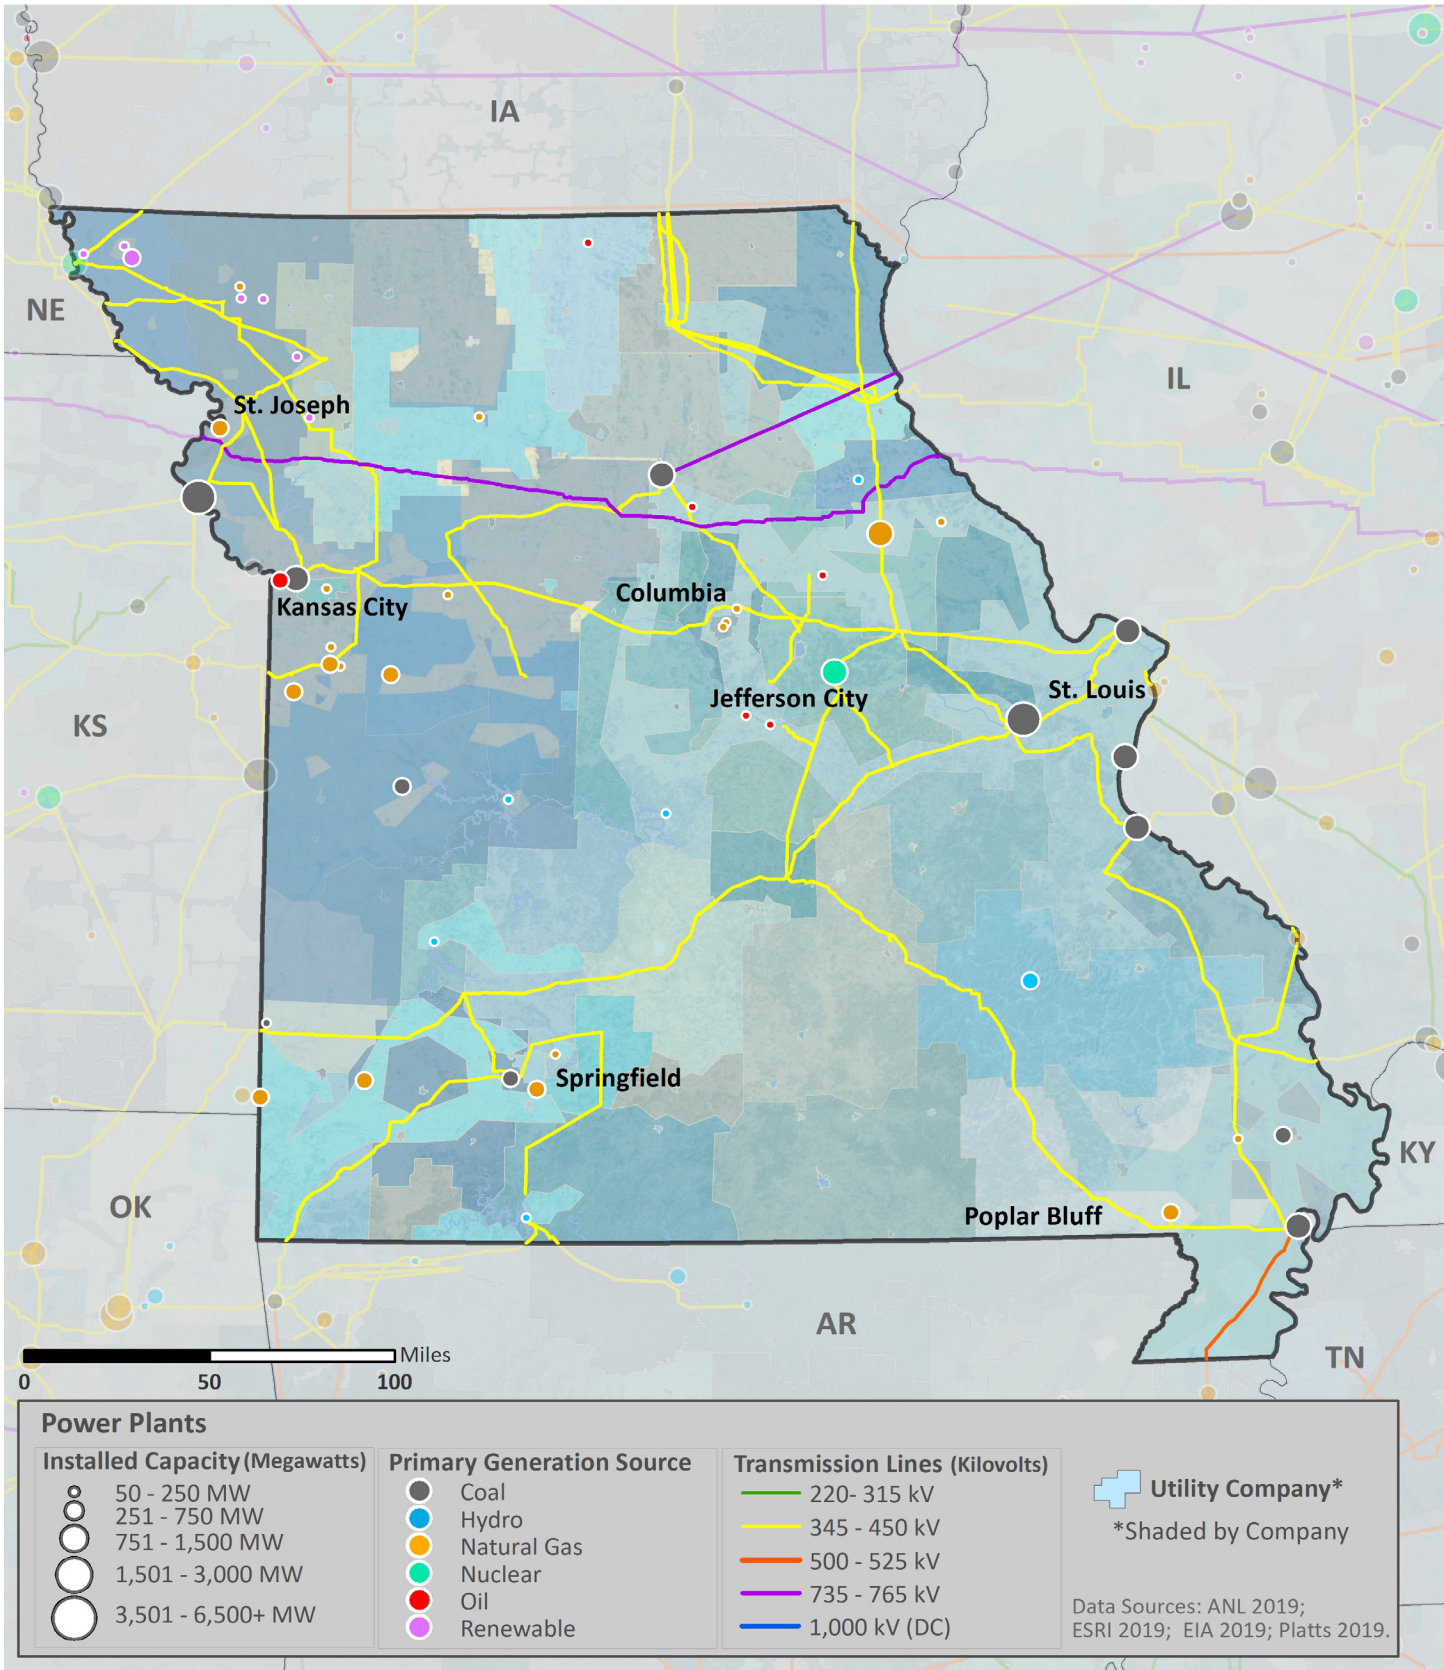 IA
NE
IL
St. Joseph
Kansas City
Columbia
Jefferson City
St. Louis
KS
Springfield
KY
OK
Poplar Bluff
AR
TN
Miles
0 50 100
Power Plants
Installed Capacity (Megawatts)
50 - 250 MW
251 - 750 MW
751 - 1,500 MW
1,501 - 3,000 MW
3,501 - 6,500+ MW
Primary Generation Source
Coal
Hydro
Natural Gas
Nuclear
Oil
Renewable
Transmission Lines (Kilovolts)
220- 315 kV
345 - 450 kV
500 - 525 kV
735 - 765 kV
1,000 kV (DC)
Utility Company*
*Shaded by Company
Data Sources: ANL 2019;
ESRI 2019; EIA 2019; Platts 2019.